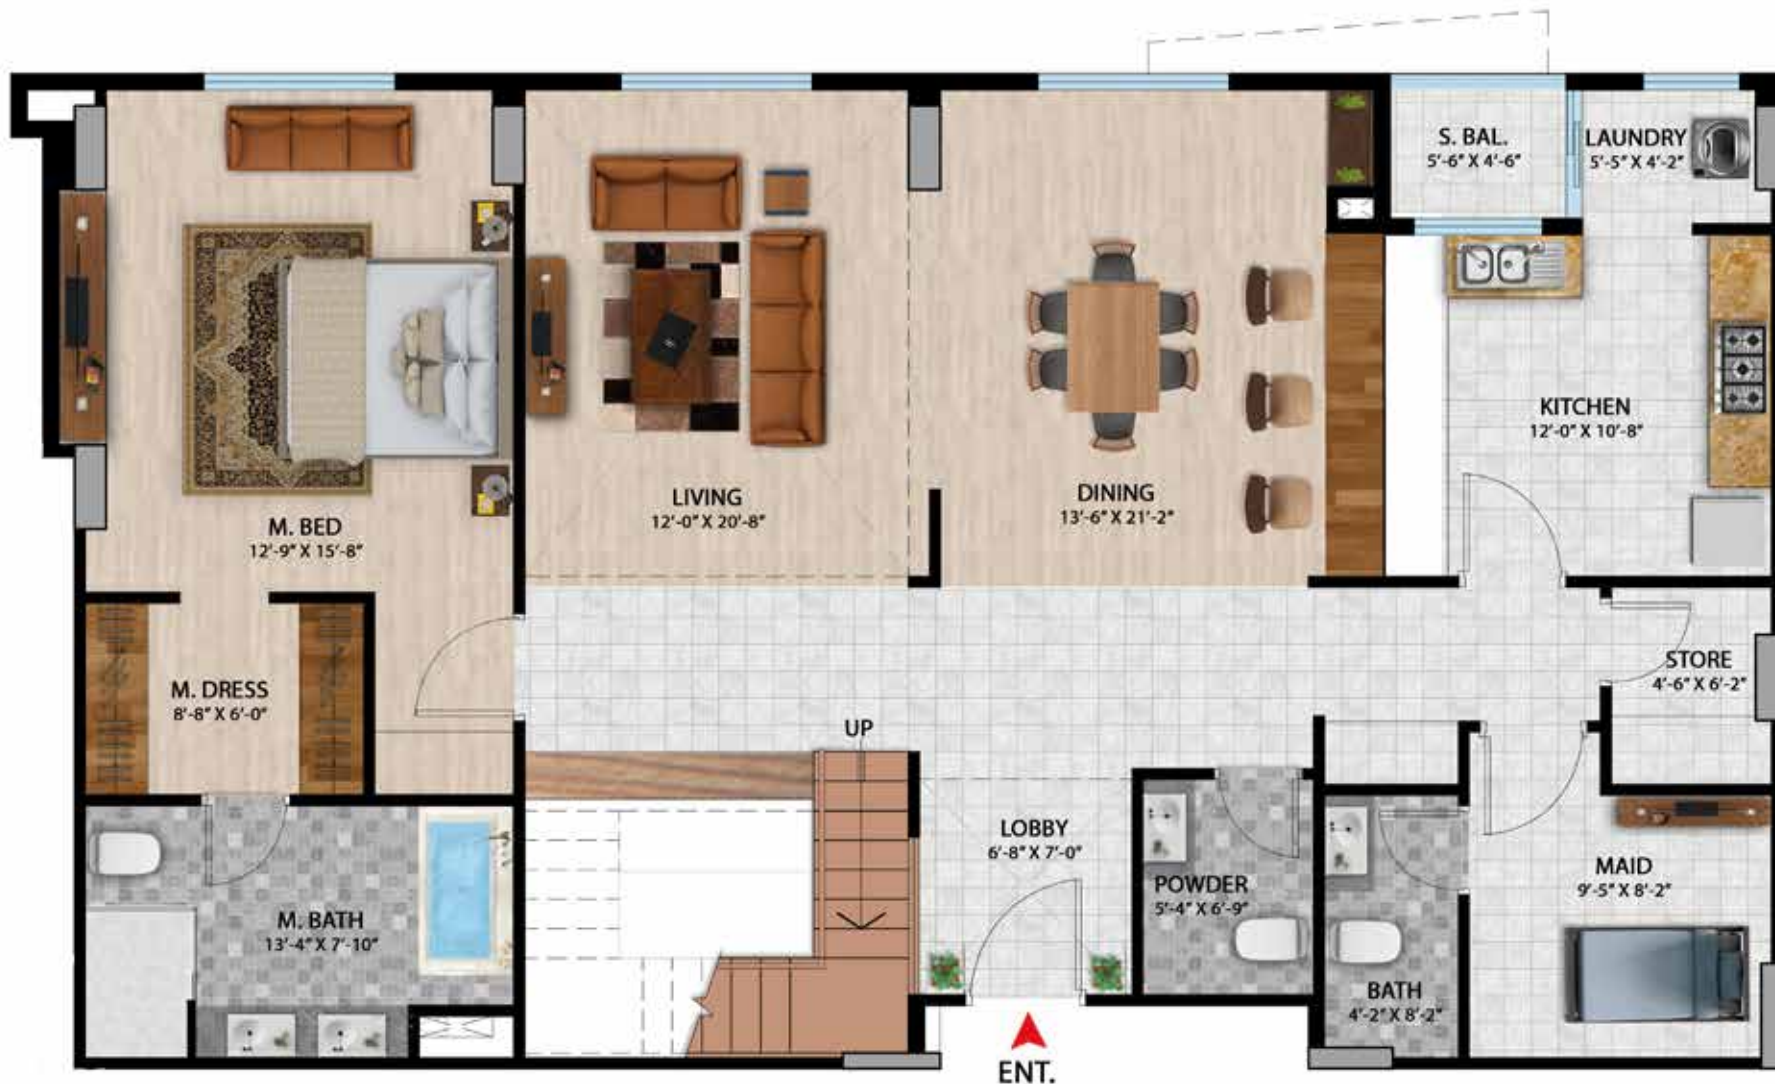 S. BAL.
5'-6" X 4'-6"
LAUNDRY
5'-5" X 4'-2"
KITCHEN
12'-0" X 10'-8"
LIVING
12'-0" X 20'-8"
DINING
13'-6" X 21'-2"
M. BED
12'-9" X 15'-8"
M. DRESS
8'-8" X 6'-0"
STORE
4'-6" X 6'-2"
UP
LOBBY
6'-8" X 7'-0"
POWDER
5'-4" X 6'-9"
MAID
9'-5" X 8'-2"
M. BATH
13'-4" X 7'-10"
BATH
4'-2" X 8'-2"
ENT.